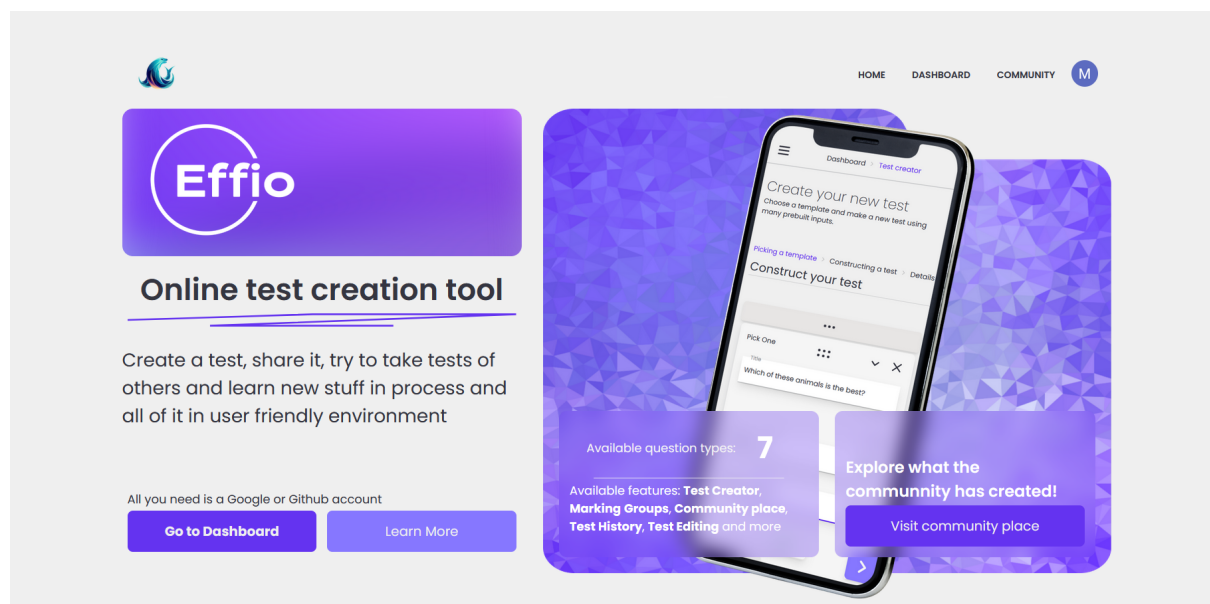 HOME DASHBOARD COMMUNITY M
Effio
Online test creation tool
Create a test, share it, try to take tests of
others and learn new stuff in process and
all of it in user friendly environment
All you need is a Google or Github account
Go to Dashboard
Learn More
Dashboard > Test creator
Create your new test
Choose a template and make a new test using
many prebuilt inputs.
Picking a template > Constructing a test > Details
Construct your test
Pick One
Title
Which of these animals is the best?
Available question types: 7
Available features: Test Creator,
Marking Groups, Community place,
Test History, Test Editing and more
Explore what the
communnity has created!
Visit community place